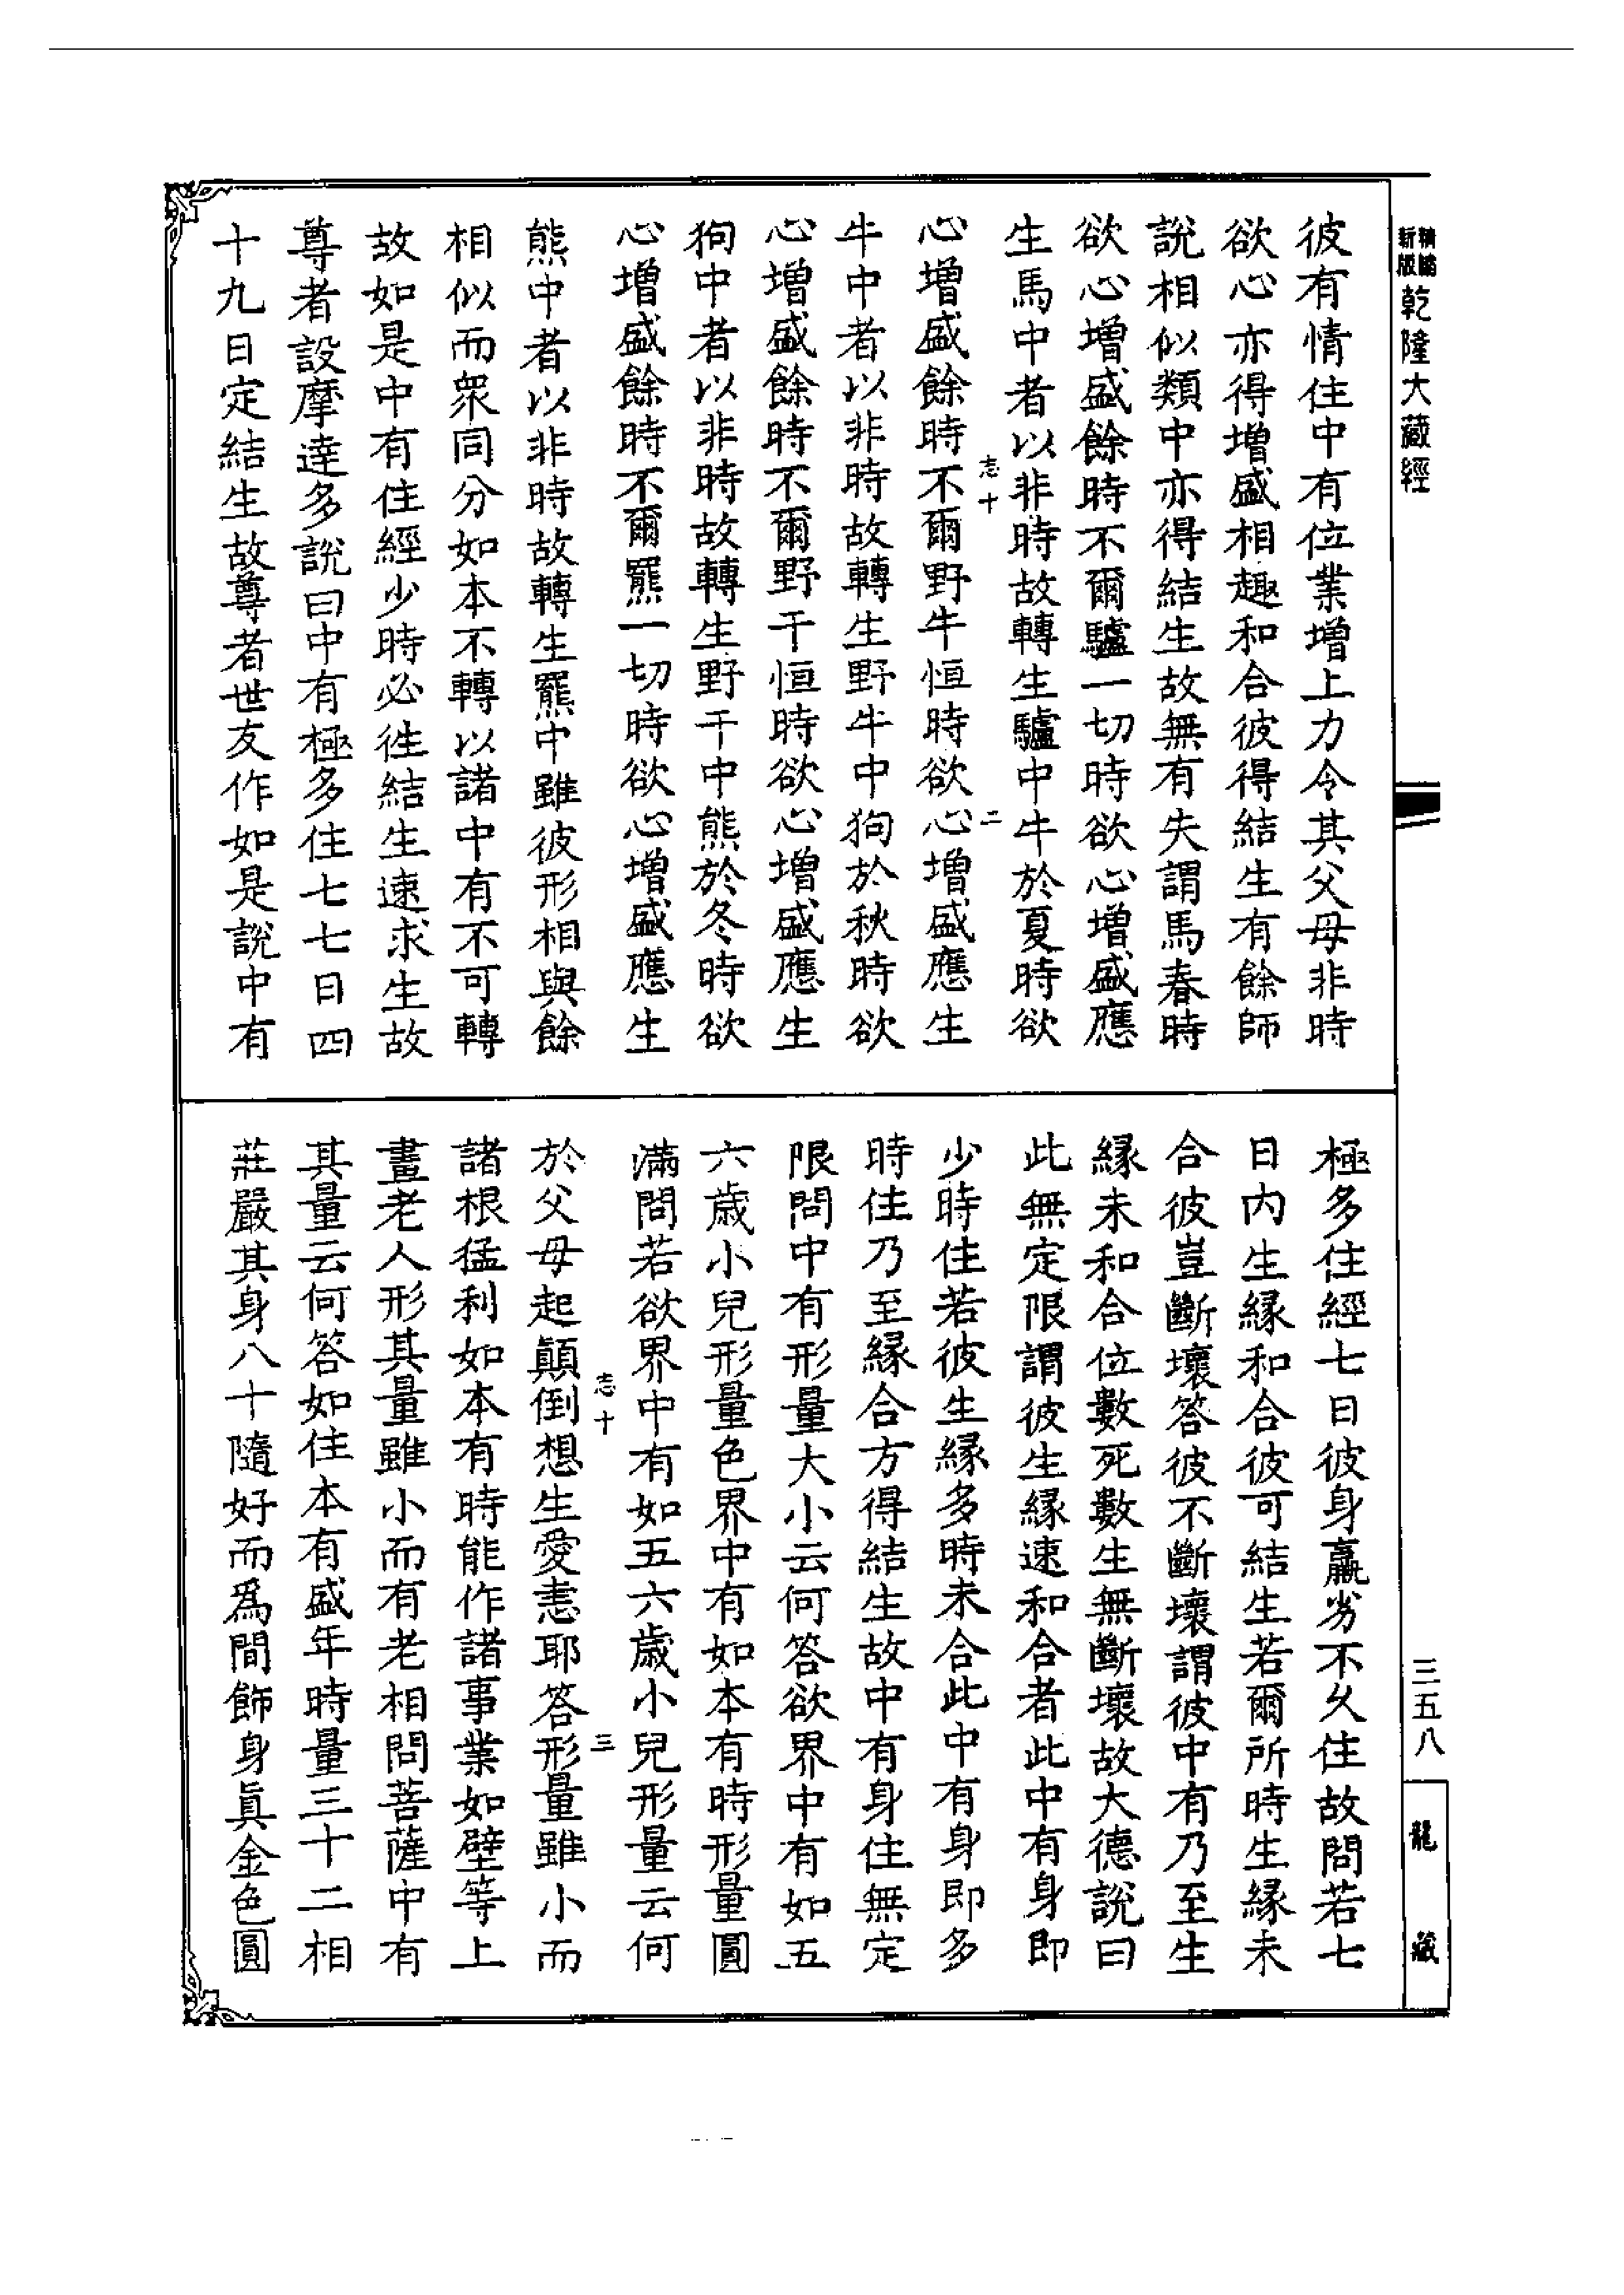 精縮新版
乾隆大藏經
彼有情住中有位業增上力令其父母非時
欲心亦得增盛相趣和合彼得結生有餘師
說相似類中亦得結生故無有失謂馬春時
欲心增盛餘時不爾驢一切時欲心增盛應
生馬中者以非時故轉生驢中牛於夏時欲
志十
二
心增盛餘時不爾野牛恒時欲心增盛應生
牛中者以非時故轉生野牛中狗於秋時欲
心增盛餘時不爾野干恒時欲心增盛應生
狗中者以非時故轉生野干中熊於冬時欲
心增盛餘時不爾羆一切時欲心增盛應生
熊中者以非時故轉生羆中雖彼形相與餘
相似而眾同分如本不轉以諸中有不可轉
故如是中有住經少時必徃結生速求生故
尊者設摩達多說曰中有極多住七七日四
十九日定結生故尊者世友作如是說中有
極多住經七日彼身羸劣不久住故問若七
日內生緣和合彼可結生若爾所時生緣未
合彼豈斷壞答彼不斷壞謂彼中有乃至生
緣未和合位數死數生無斷壞故大德說曰
此無定限謂彼生緣速和合者此中有身即
少時住若彼生緣多時未合此中有身即多
時住乃至緣合方得結生故中有身住無定
限問中有形量大小云何答欲界中有如五
六歲小兒形量色界中有如本有時形量圓
滿問若欲界中有如五六歲小兒形量云何
志十
三
於父母起顛倒想生愛恚耶答形量雖小而
諸根猛利如本有時能作諸事業如壁等上
畫老人形其量雖小而有老相問菩薩中有
其量云何答如住本有盛年時量三十二相
莊嚴其身八十隨好而為間飾身真金色圓
三五八
龍藏